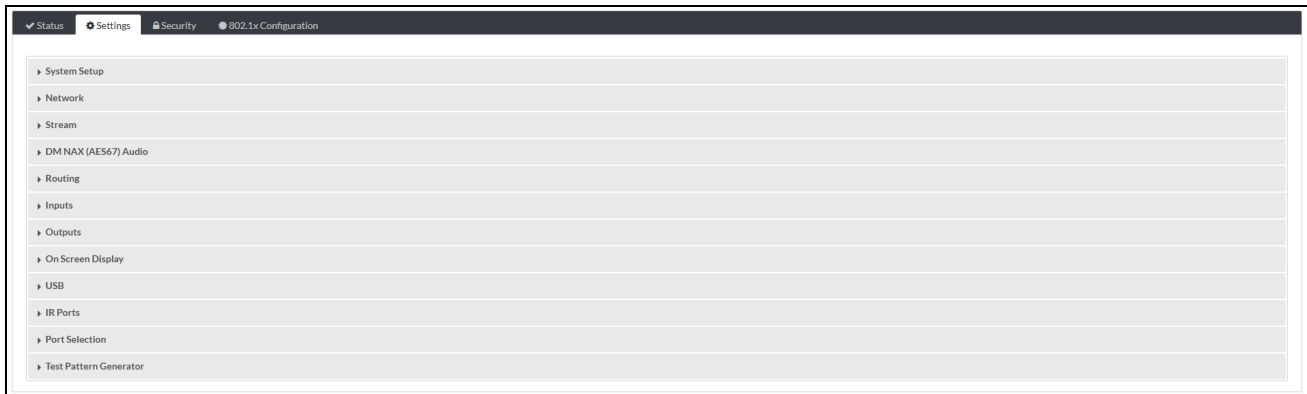 Status Settings Security 802.1x Configuration
System Setup
Network
Stream
DM NAX (AES67) Audio
Routing
Inputs
Outputs
On Screen Display
USB
IR Ports
Port Selection
Test Pattern Generator